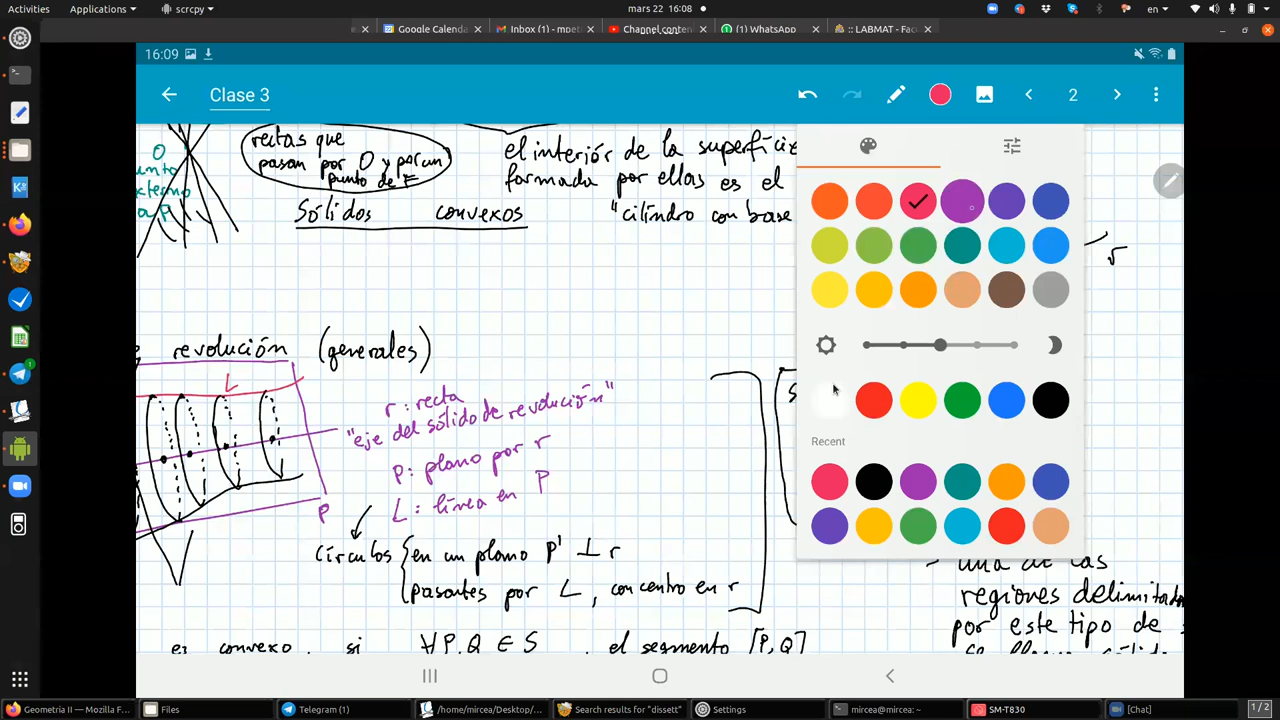 Activities
Applications
scrcpy
mars 22 16:08
en
Google Calenda
Inbox (1) - mpet
Channel content
(1) WhatsApp
:: LABMAT - Fac
16:09
Clase 3
2
O
punto
externo
a P
rectas que
pasan por O y por un
punto de F
el interior de la superficie
formada por ellas es el
"cilindro con base
Sólidos convexos
r
revolución (generales)
L
r : recta
"eje del sólido de revolución"
P : plano por r
L : línea en P
P
Círculos { en un plano P' ⊥ r
pasantes por L, con centro en r
Recent
una de las
regiones delimitadas
por este tipo de s
es convexo, si ∀P,Q ∈ S, el segmento [P,Q]
Geometria II — Mozilla F...
Files
Telegram (1)
/home/mircea/Desktop/...
Search results for "dissett"
Settings
mircea@mircea: ~
SM-T830
[Chat]
1 / 2